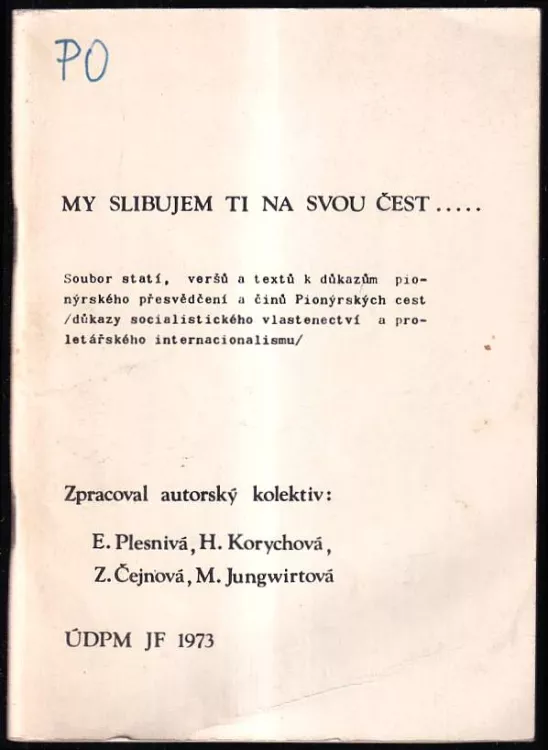 PO
MY SLIBUJEM TI NA SVOU ČEST.....
Soubor statí, veršů a textů k důkazům pio-
nýrského přesvědčení a činů Pionýrských cest
/důkazy socialistického vlastenectví a pro-
letářského internacionalismu/
Zpracoval autorský kolektiv:
E. Plesnivá, H. Korychová,
Z. Čejnová, M. Jungwirtová
ÚDPM JF 1973